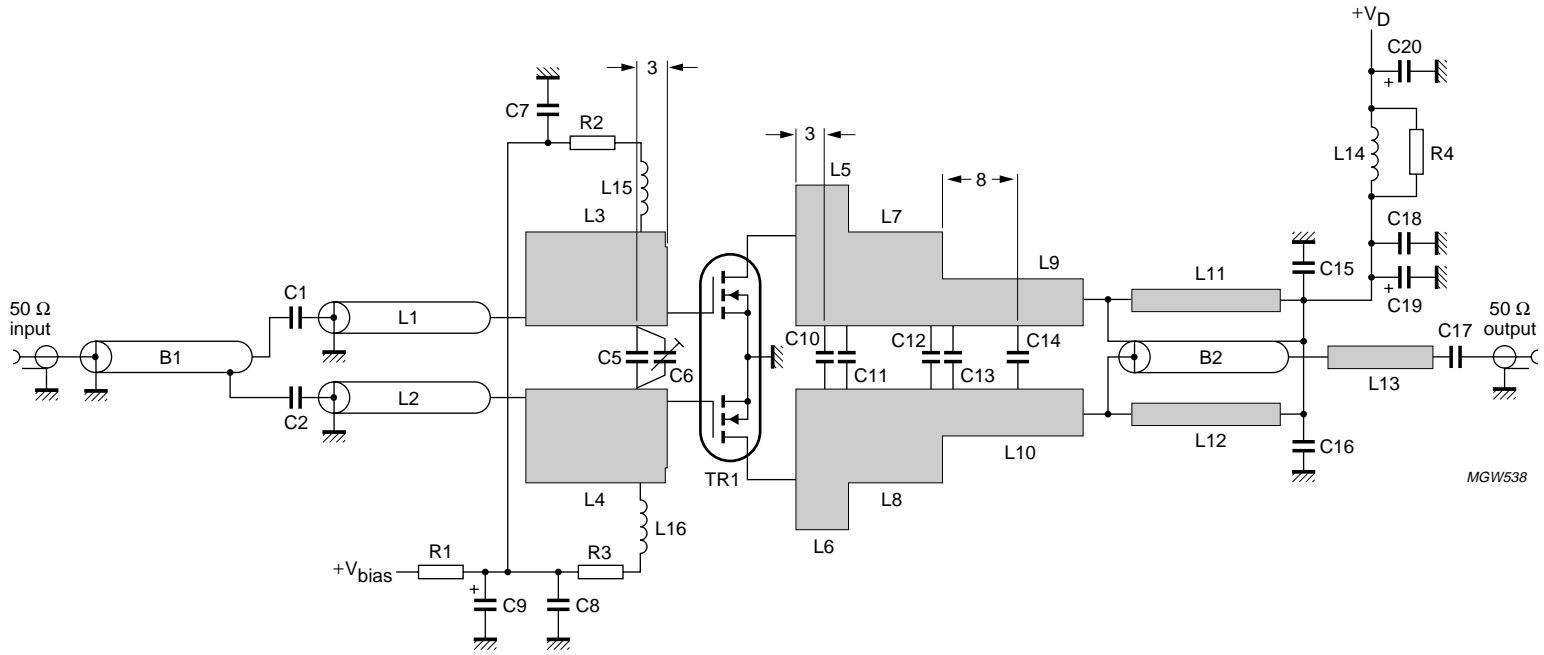 +VD
C20
+
3
C7
R2
3
L14
R4
L15
L5
8
L3
L7
C18
L9
C15
L11
C19
+
50 Ω
input
C1
L1
50 Ω
output
C17
B1
C5
C6
C10
C11
C12
C13
C14
B2
L13
C2
L2
L12
L10
C16
TR1
MGW538
L4
L8
L16
L6
R1
R3
+Vbias
+
C9
C8